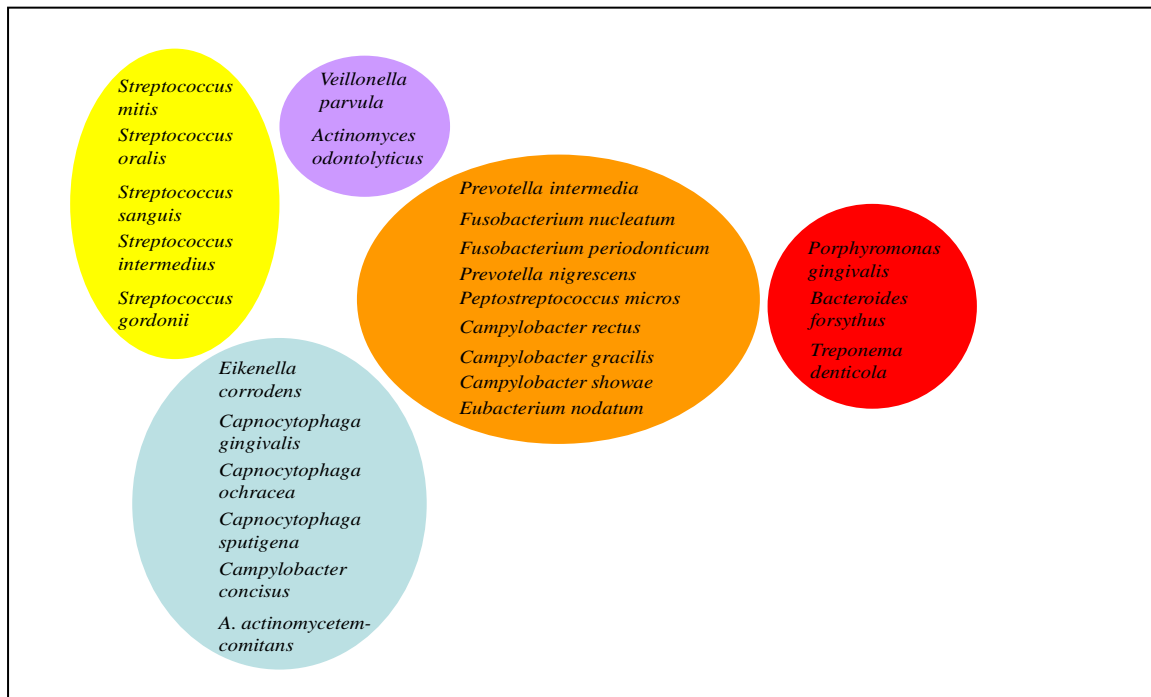 Streptococcus
mitis
Streptococcus
oralis
Streptococcus
sanguis
Streptococcus
intermedius
Streptococcus
gordonii
Veillonella
parvula
Actinomyces
odontolyticus
Prevotella intermedia
Fusobacterium nucleatum
Fusobacterium periodonticum
Prevotella nigrescens
Peptostreptococcus micros
Campylobacter rectus
Campylobacter gracilis
Campylobacter showae
Eubacterium nodatum
Porphyromonas
gingivalis
Bacteroides
forsythus
Treponema
denticola
Eikenella
corrodens
Capnocytophaga
gingivalis
Capnocytophaga
ochracea
Capnocytophaga
sputigena
Campylobacter
concisus
A. actinomycetem-
comitans